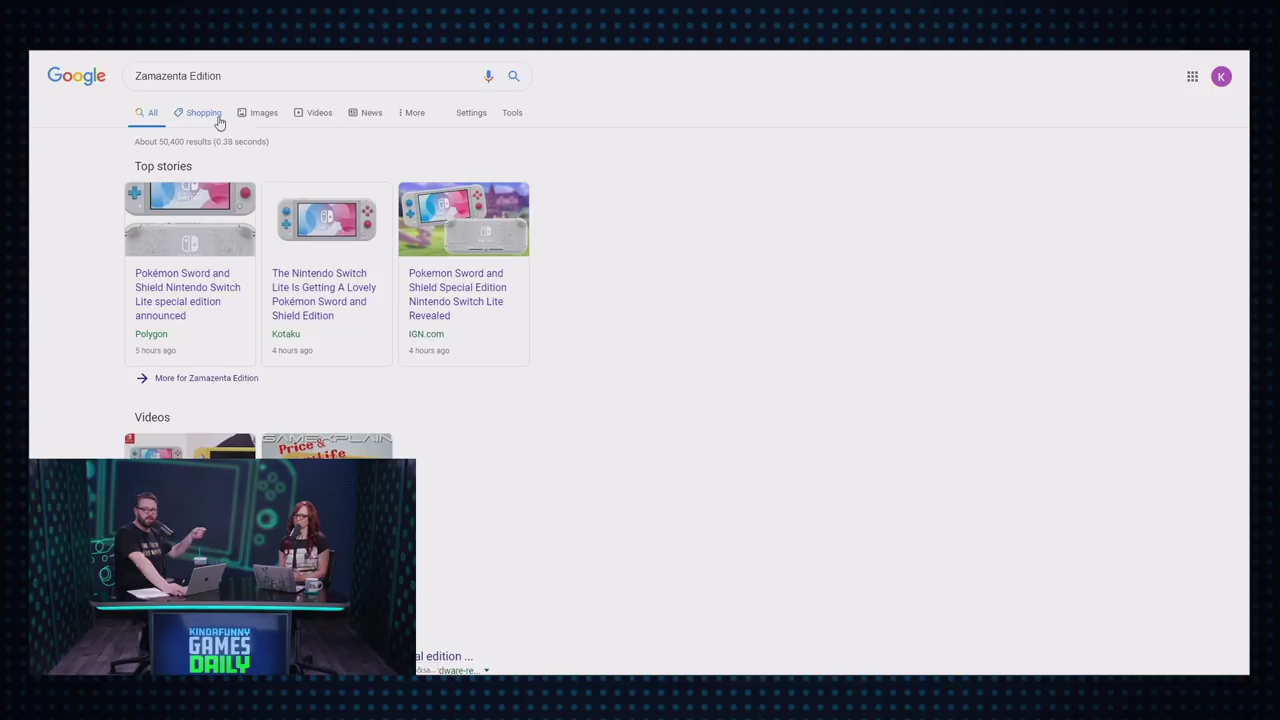 Google
Zamazenta Edition
K
All
Shopping
Images
Videos
News
More
Settings
Tools
About 50,400 results (0.38 seconds)
Top stories
Pokémon Sword and
Shield Nintendo Switch
Lite special edition
announced
Polygon
5 hours ago
The Nintendo Switch
Lite Is Getting A Lovely
Pokémon Sword and
Shield Edition
Kotaku
4 hours ago
Pokemon Sword and
Shield Special Edition
Nintendo Switch Lite
Revealed
IGN.com
4 hours ago
More for Zamazenta Edition
Videos
GAMEXPLAIN
Price &
al edition ...
dware-re...
KINDAFUNNY
GAMES
DAILY